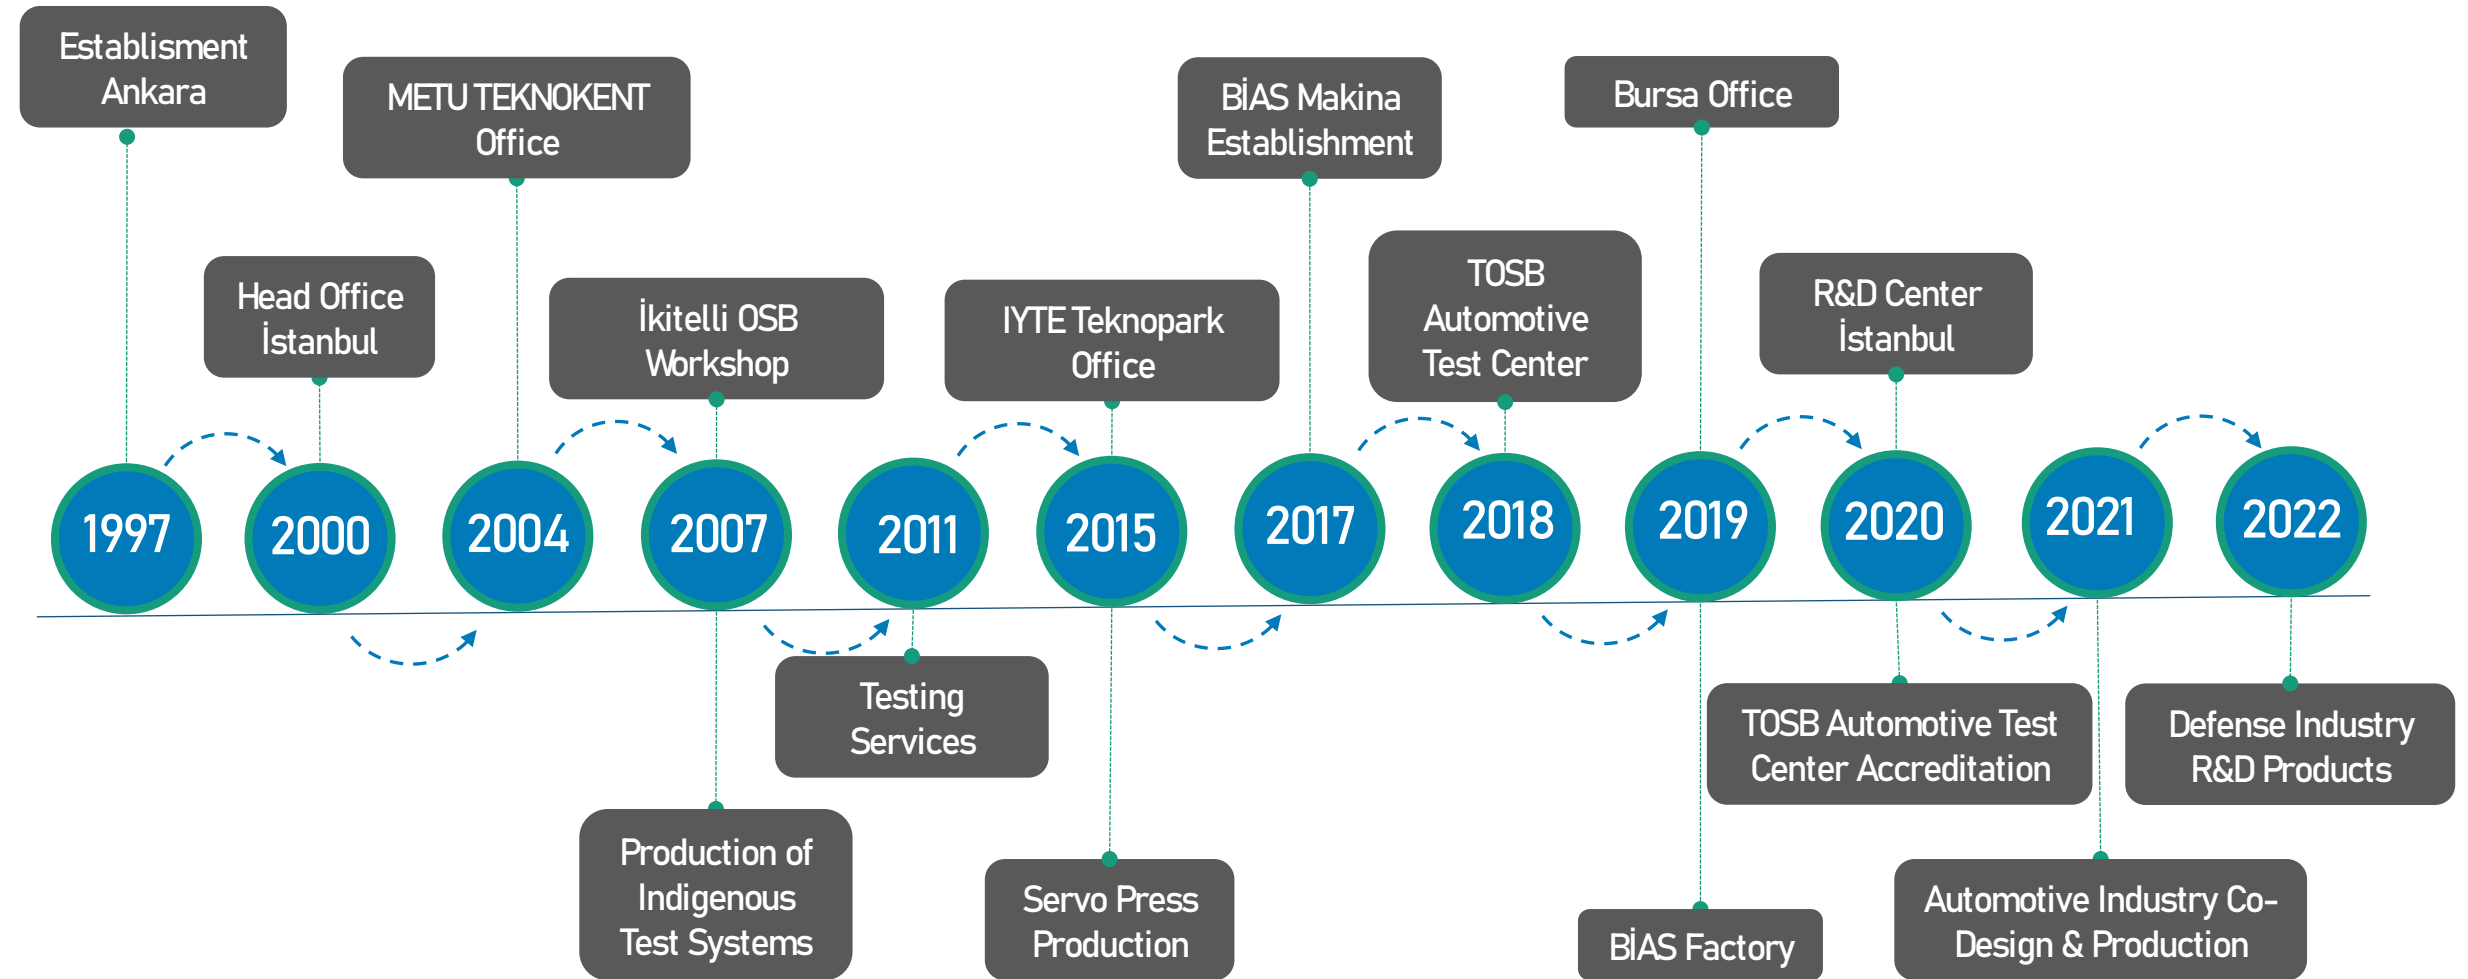 Establisment
Ankara
METU TEKNOKENT
Office
BİAS Makina
Establishment
Bursa Office
Head Office
İstanbul
İkitelli OSB
Workshop
IYTE Teknopark
Office
TOSB
Automotive
Test Center
R&D Center
İstanbul
1997
2000
2004
2007
2011
2015
2017
2018
2019
2020
2021
2022
Testing
Services
TOSB Automotive Test
Center Accreditation
Defense Industry
R&D Products
Production of
Indigenous
Test Systems
Servo Press
Production
BİAS Factory
Automotive Industry Co-
Design & Production